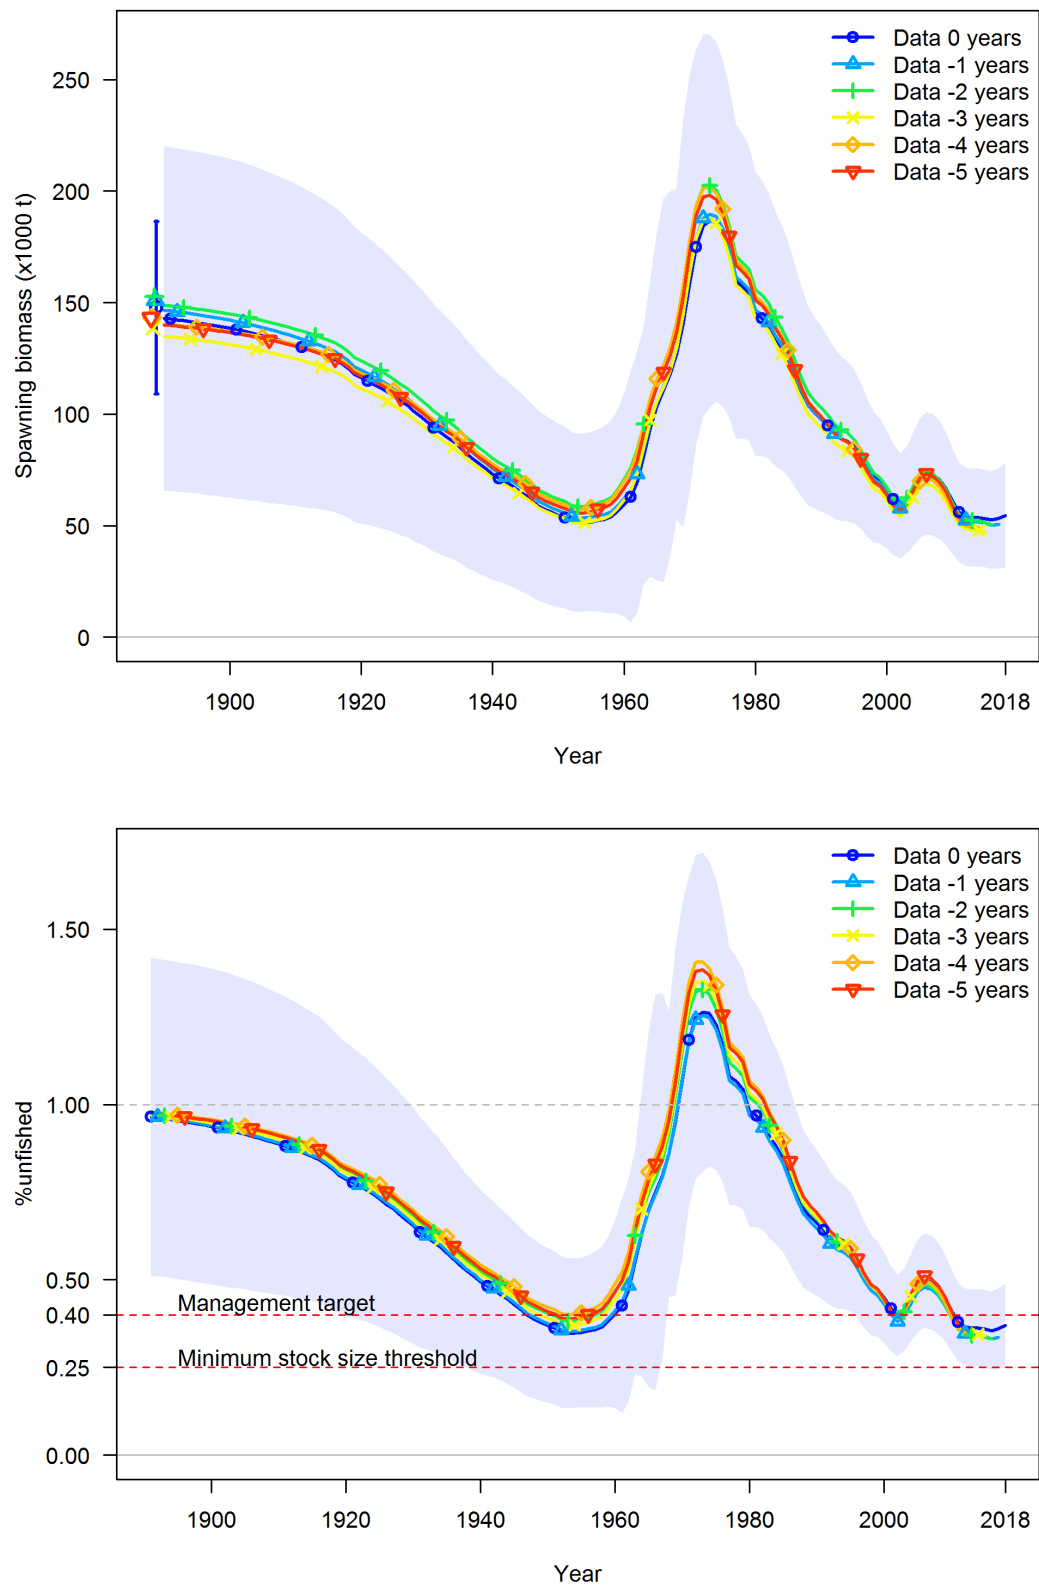 Data 0 years
Data -1 years
Data -2 years
Data -3 years
Data -4 years
Data -5 years
250
200
150
100
50
0
Spawning biomass (x1000 t)
1900 1920 1940 1960 1980 2000 2018
Year
Data 0 years
Data -1 years
Data -2 years
Data -3 years
Data -4 years
Data -5 years
1.50
1.00
0.50
0.40
0.25
0.00
%unfished
Management target
Minimum stock size threshold
1900 1920 1940 1960 1980 2000 2018
Year